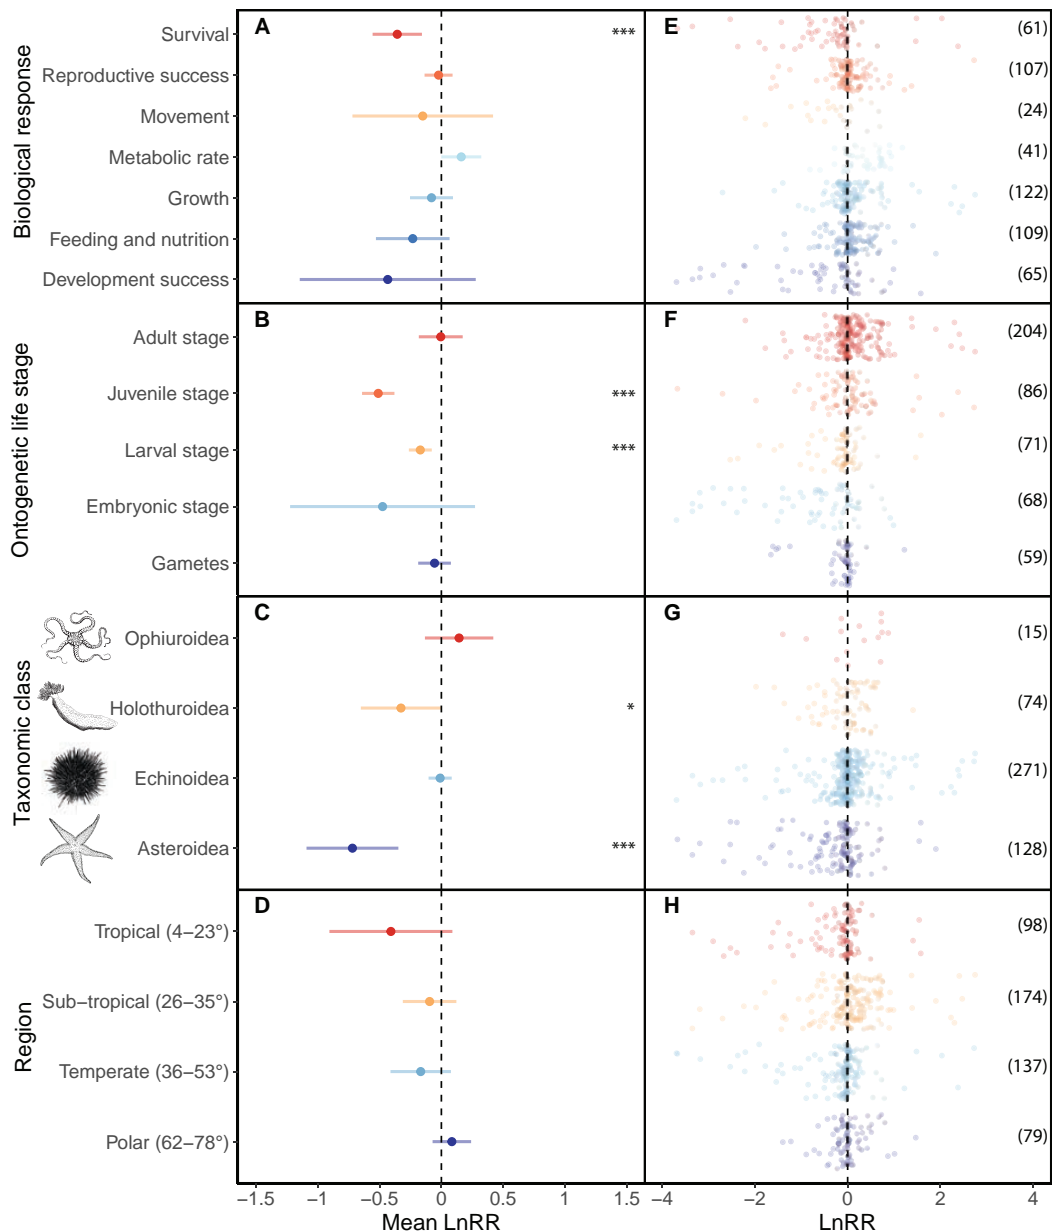 Biological response
A
E
Survival
***
(61)
Reproductive success
(107)
Movement
(24)
Metabolic rate
(41)
Growth
(122)
Feeding and nutrition
(109)
Development success
(65)
Ontogenetic life stage
B
F
Adult stage
(204)
Juvenile stage
***
(86)
Larval stage
***
(71)
Embryonic stage
(68)
Gametes
(59)
Taxonomic class
C
G
Ophiuroidea
(15)
Holothuroidea
*
(74)
Echinoidea
(271)
Asteroidea
***
(128)
Region
D
H
Tropical (4−23°)
(98)
Sub−tropical (26−35°)
(174)
Temperate (36−53°)
(137)
Polar (62−78°)
(79)
−1.5 −1 −0.5 0 0.5 1 1.5
−4 −2 0 2 4
Mean LnRR
LnRR